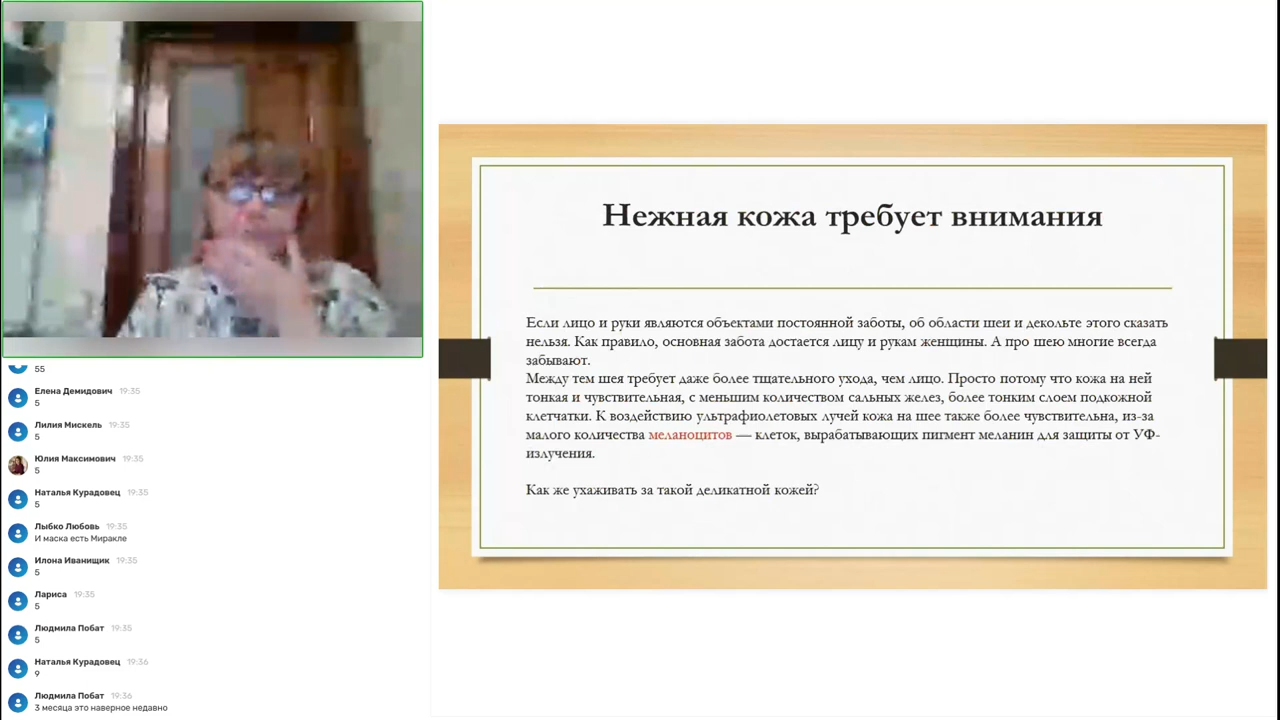 55
Елена Демидович 19:35
5
Лилия Мискель 19:35
5
Юлия Максимович 19:35
5
Наталья Курадовец 19:35
5
Лыбко Любовь 19:35
И маска есть Миракле
Илона Иванищик 19:35
5
Лариса 19:35
5
Людмила Побат 19:35
5
Наталья Курадовец 19:36
9
Людмила Побат 19:36
3 месяца это наверное недавно
Нежная кожа требует внимания
Если лицо и руки являются объектами постоянной заботы, об области шеи и декольте этого сказать
нельзя. Как правило, основная забота достается лицу и рукам женщины. А про шею многие всегда
забывают.
Между тем шея требует даже более тщательного ухода, чем лицо. Просто потому что кожа на ней
тонкая и чувствительная, с меньшим количеством сальных желез, более тонким слоем подкожной
клетчатки. К воздействию ультрафиолетовых лучей кожа на шее также более чувствительна, из-за
малого количества меланоцитов — клеток, вырабатывающих пигмент меланин для защиты от УФ-
излучения.
Как же ухаживать за такой деликатной кожей?